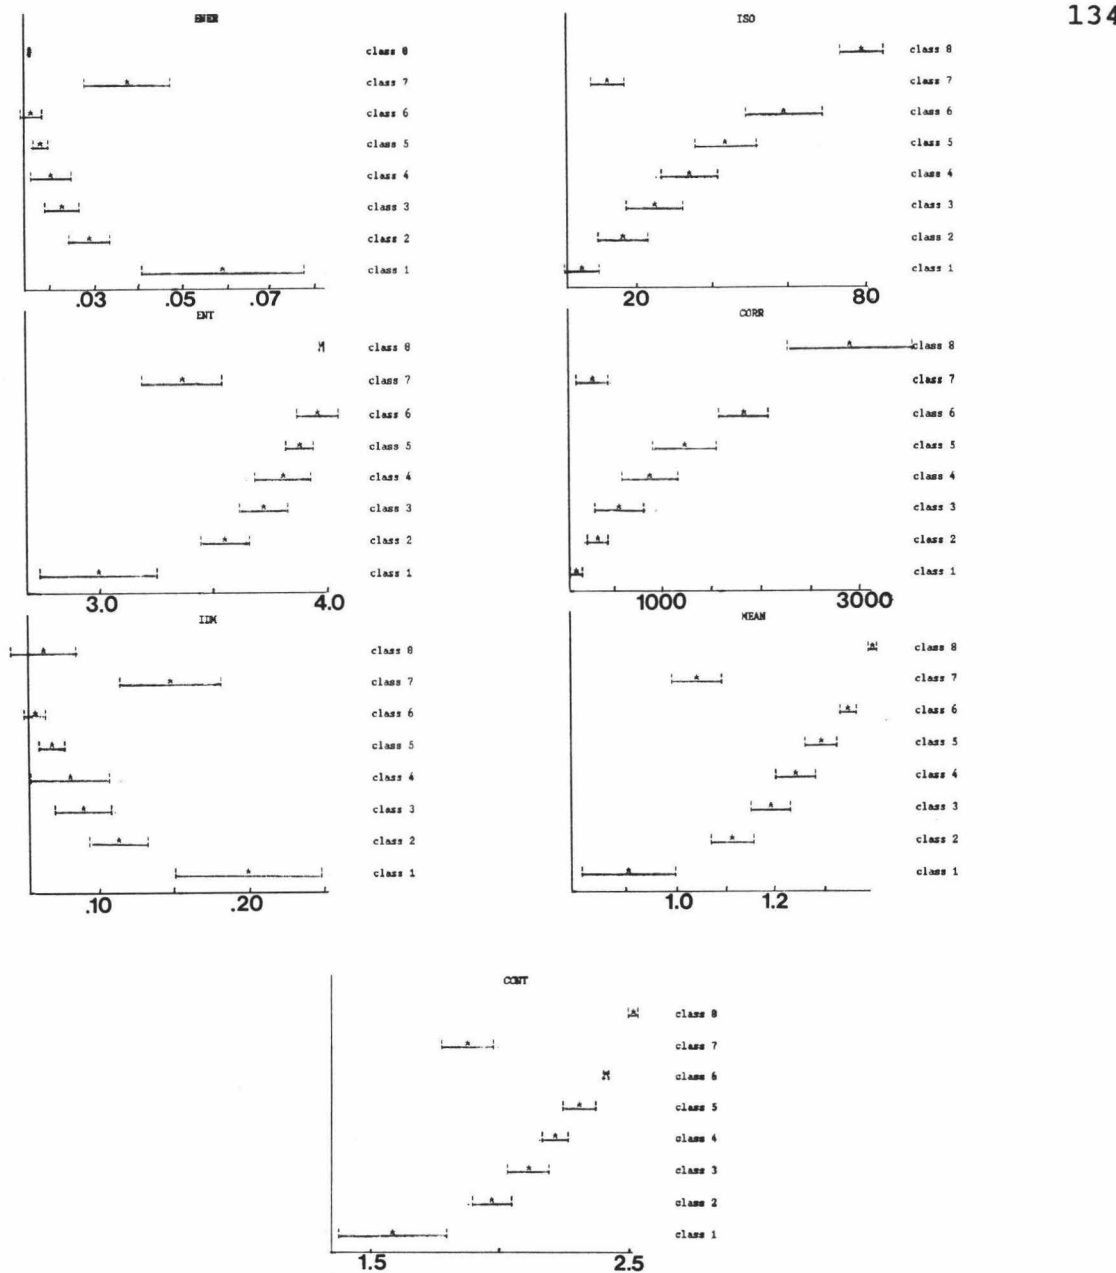 134
ENER
class 8
class 7
class 6
class 5
class 4
class 3
class 2
class 1
.03 .05 .07
ISO
class 8
class 7
class 6
class 5
class 4
class 3
class 2
class 1
20 80
ENT
class 8
class 7
class 6
class 5
class 4
class 3
class 2
class 1
3.0 4.0
CORR
class 8
class 7
class 6
class 5
class 4
class 3
class 2
class 1
1000 3000
IDM
class 8
class 7
class 6
class 5
class 4
class 3
class 2
class 1
.10 .20
MEAN
class 8
class 7
class 6
class 5
class 4
class 3
class 2
class 1
1.0 1.2
CONT
class 8
class 7
class 6
class 5
class 4
class 3
class 2
class 1
1.5 2.5